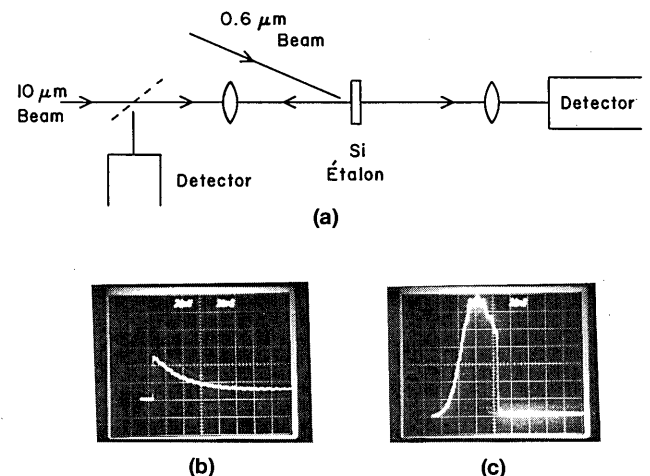 0.6 μm
Beam
10 μm
Beam
Detector
Detector
Si
Étalon
(a)
(b)
(c)